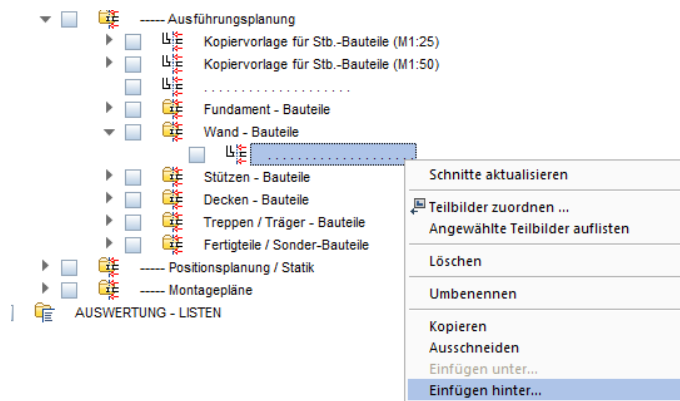 ----- Ausführungsplanung
Kopiervorlage für Stb.-Bauteile (M1:25)
Kopiervorlage für Stb.-Bauteile (M1:50)
. . . . . . . . . . . . . . . . . . . .
Fundament - Bauteile
Wand - Bauteile
. . . . . . . . . . . . . . . . . . . .
Stützen - Bauteile
Decken - Bauteile
Treppen / Träger - Bauteile
Fertigteile / Sonder-Bauteile
----- Positionsplanung / Statik
----- Montagepläne
AUSWERTUNG - LISTEN
Schnitte aktualisieren
Teilbilder zuordnen ...
Angewählte Teilbilder auflisten
Löschen
Umbenennen
Kopieren
Ausschneiden
Einfügen unter...
Einfügen hinter...